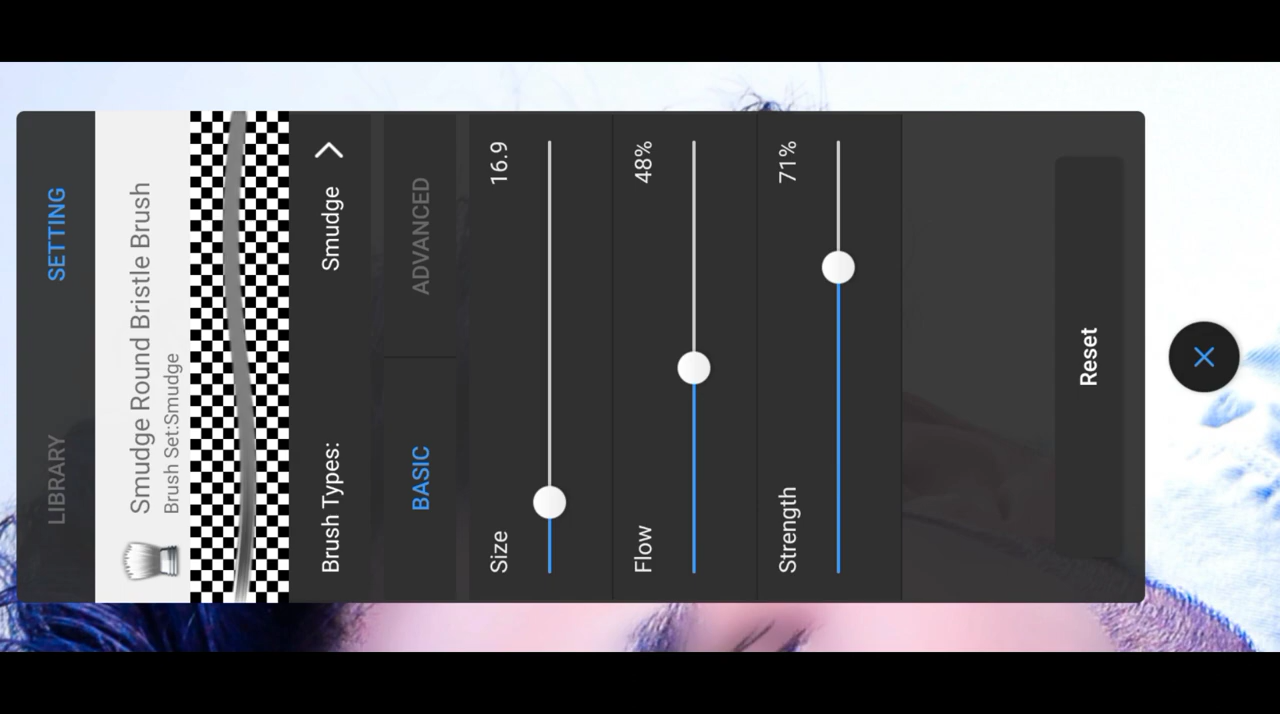 LIBRARY
SETTING
Smudge Round Bristle Brush
Brush Set:Smudge
Brush Types:
Smudge
BASIC
ADVANCED
Size
16.9
Flow
48%
Strength
71%
Reset